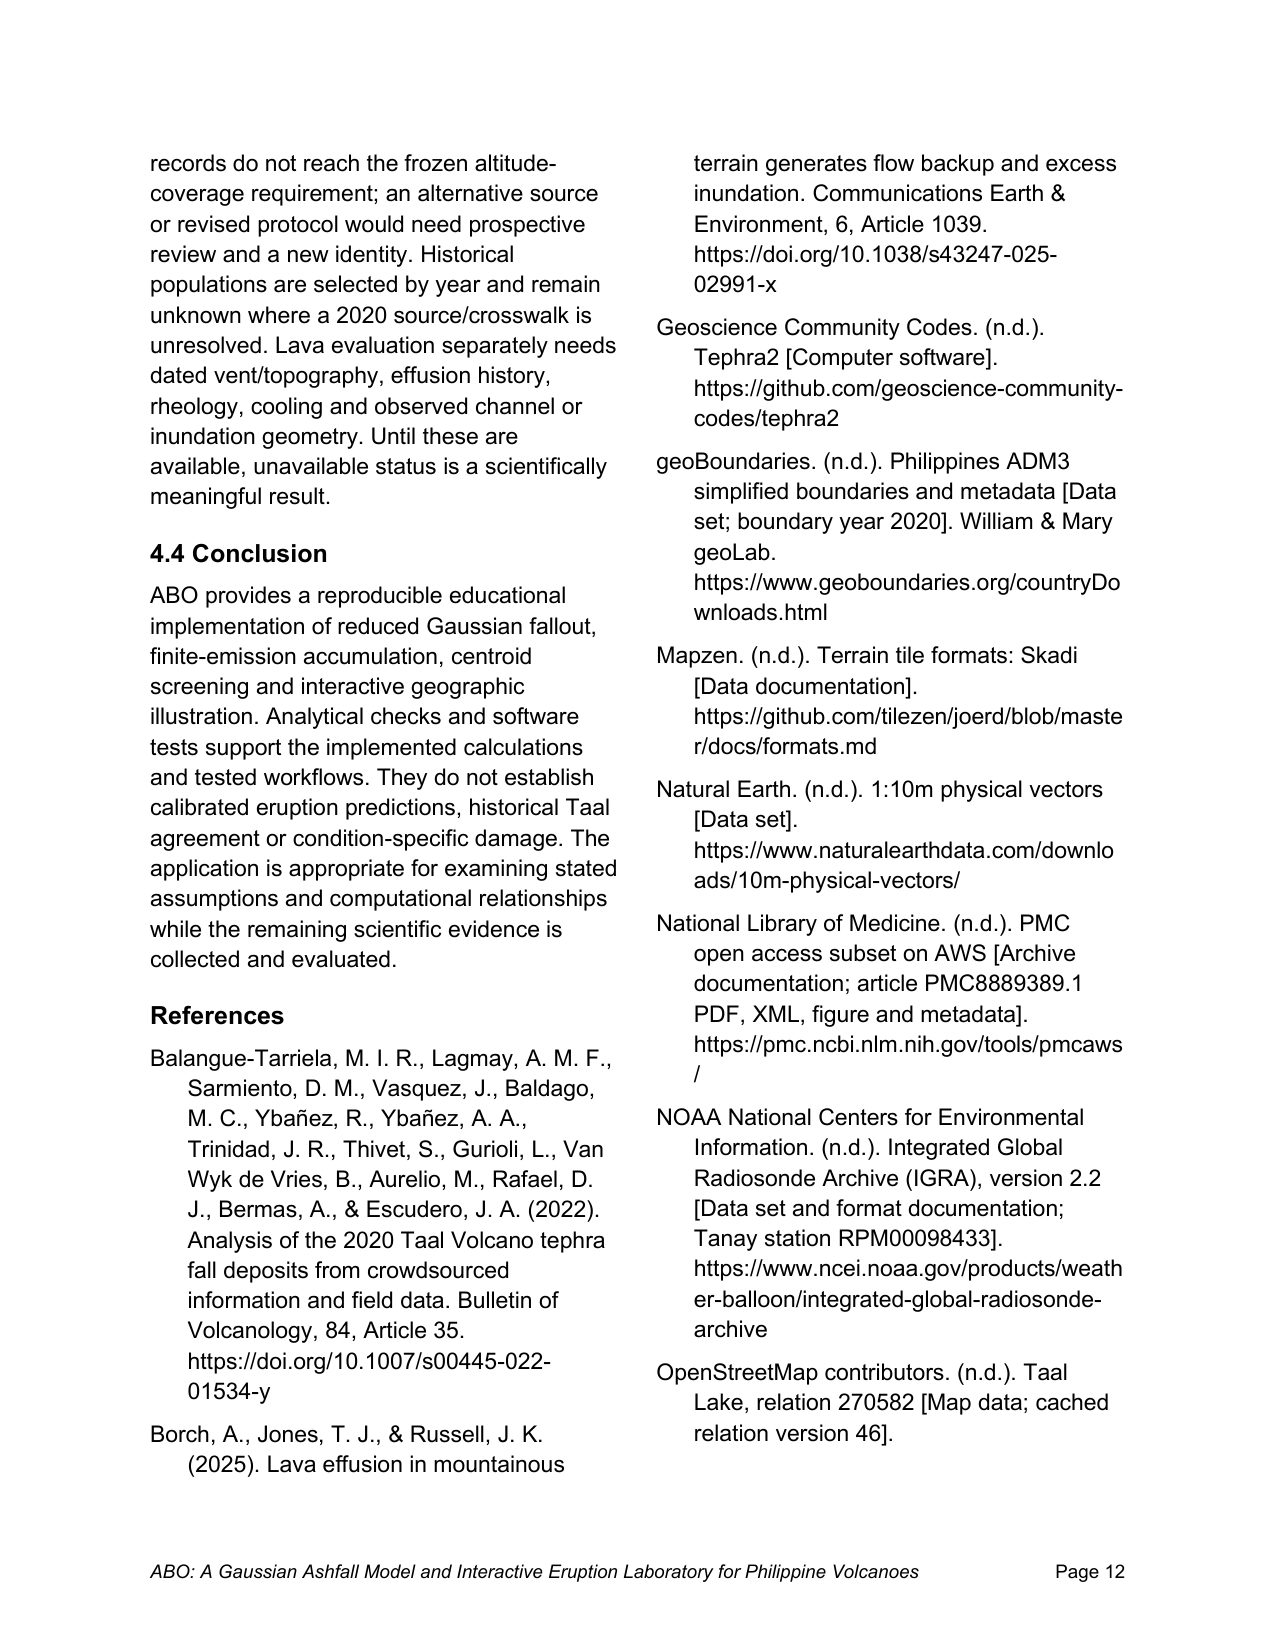 records do not reach the frozen altitude-
coverage requirement; an alternative source
or revised protocol would need prospective
review and a new identity. Historical
populations are selected by year and remain
unknown where a 2020 source/crosswalk is
unresolved. Lava evaluation separately needs
dated vent/topography, effusion history,
rheology, cooling and observed channel or
inundation geometry. Until these are
available, unavailable status is a scientifically
meaningful result.
4.4 Conclusion
ABO provides a reproducible educational
implementation of reduced Gaussian fallout,
finite-emission accumulation, centroid
screening and interactive geographic
illustration. Analytical checks and software
tests support the implemented calculations
and tested workflows. They do not establish
calibrated eruption predictions, historical Taal
agreement or condition-specific damage. The
application is appropriate for examining stated
assumptions and computational relationships
while the remaining scientific evidence is
collected and evaluated.
References
Balangue-Tarriela, M. I. R., Lagmay, A. M. F.,
Sarmiento, D. M., Vasquez, J., Baldago,
M. C., Ybañez, R., Ybañez, A. A.,
Trinidad, J. R., Thivet, S., Gurioli, L., Van
Wyk de Vries, B., Aurelio, M., Rafael, D.
J., Bermas, A., & Escudero, J. A. (2022).
Analysis of the 2020 Taal Volcano tephra
fall deposits from crowdsourced
information and field data. Bulletin of
Volcanology, 84, Article 35.
https://doi.org/10.1007/s00445-022-
01534-y
Borch, A., Jones, T. J., & Russell, J. K.
(2025). Lava effusion in mountainous
terrain generates flow backup and excess
inundation. Communications Earth &
Environment, 6, Article 1039.
https://doi.org/10.1038/s43247-025-
02991-x
Geoscience Community Codes. (n.d.).
Tephra2 [Computer software].
https://github.com/geoscience-community-
codes/tephra2
geoBoundaries. (n.d.). Philippines ADM3
simplified boundaries and metadata [Data
set; boundary year 2020]. William & Mary
geoLab.
https://www.geoboundaries.org/countryDo
wnloads.html
Mapzen. (n.d.). Terrain tile formats: Skadi
[Data documentation].
https://github.com/tilezen/joerd/blob/maste
r/docs/formats.md
Natural Earth. (n.d.). 1:10m physical vectors
[Data set].
https://www.naturalearthdata.com/downlo
ads/10m-physical-vectors/
National Library of Medicine. (n.d.). PMC
open access subset on AWS [Archive
documentation; article PMC8889389.1
PDF, XML, figure and metadata].
https://pmc.ncbi.nlm.nih.gov/tools/pmcaws
/
NOAA National Centers for Environmental
Information. (n.d.). Integrated Global
Radiosonde Archive (IGRA), version 2.2
[Data set and format documentation;
Tanay station RPM00098433].
https://www.ncei.noaa.gov/products/weath
er-balloon/integrated-global-radiosonde-
archive
OpenStreetMap contributors. (n.d.). Taal
Lake, relation 270582 [Map data; cached
relation version 46].
ABO: A Gaussian Ashfall Model and Interactive Eruption Laboratory for Philippine Volcanoes Page 12